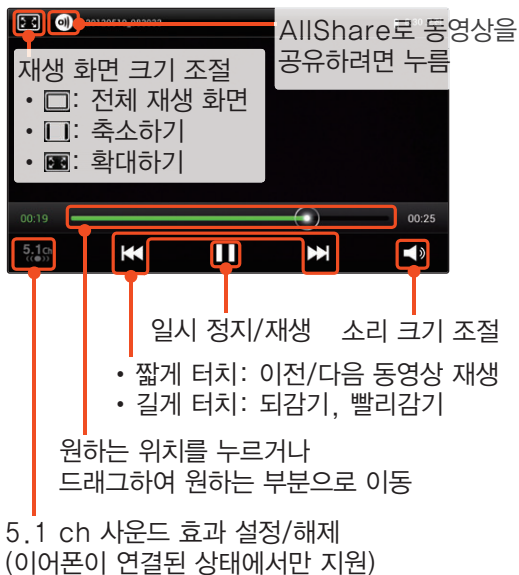 AllShare로 동영상을
공유하려면 누름
재생 화면 크기 조절
• : 전체 재생 화면
• : 축소하기
• : 확대하기
00:19
00:25
5.1ch
일시 정지/재생
소리 크기 조절
• 짧게 터치: 이전/다음 동영상 재생
• 길게 터치: 되감기, 빨리감기
원하는 위치를 누르거나
드래그하여 원하는 부분으로 이동
5.1 ch 사운드 효과 설정/해제
(이어폰이 연결된 상태에서만 지원)